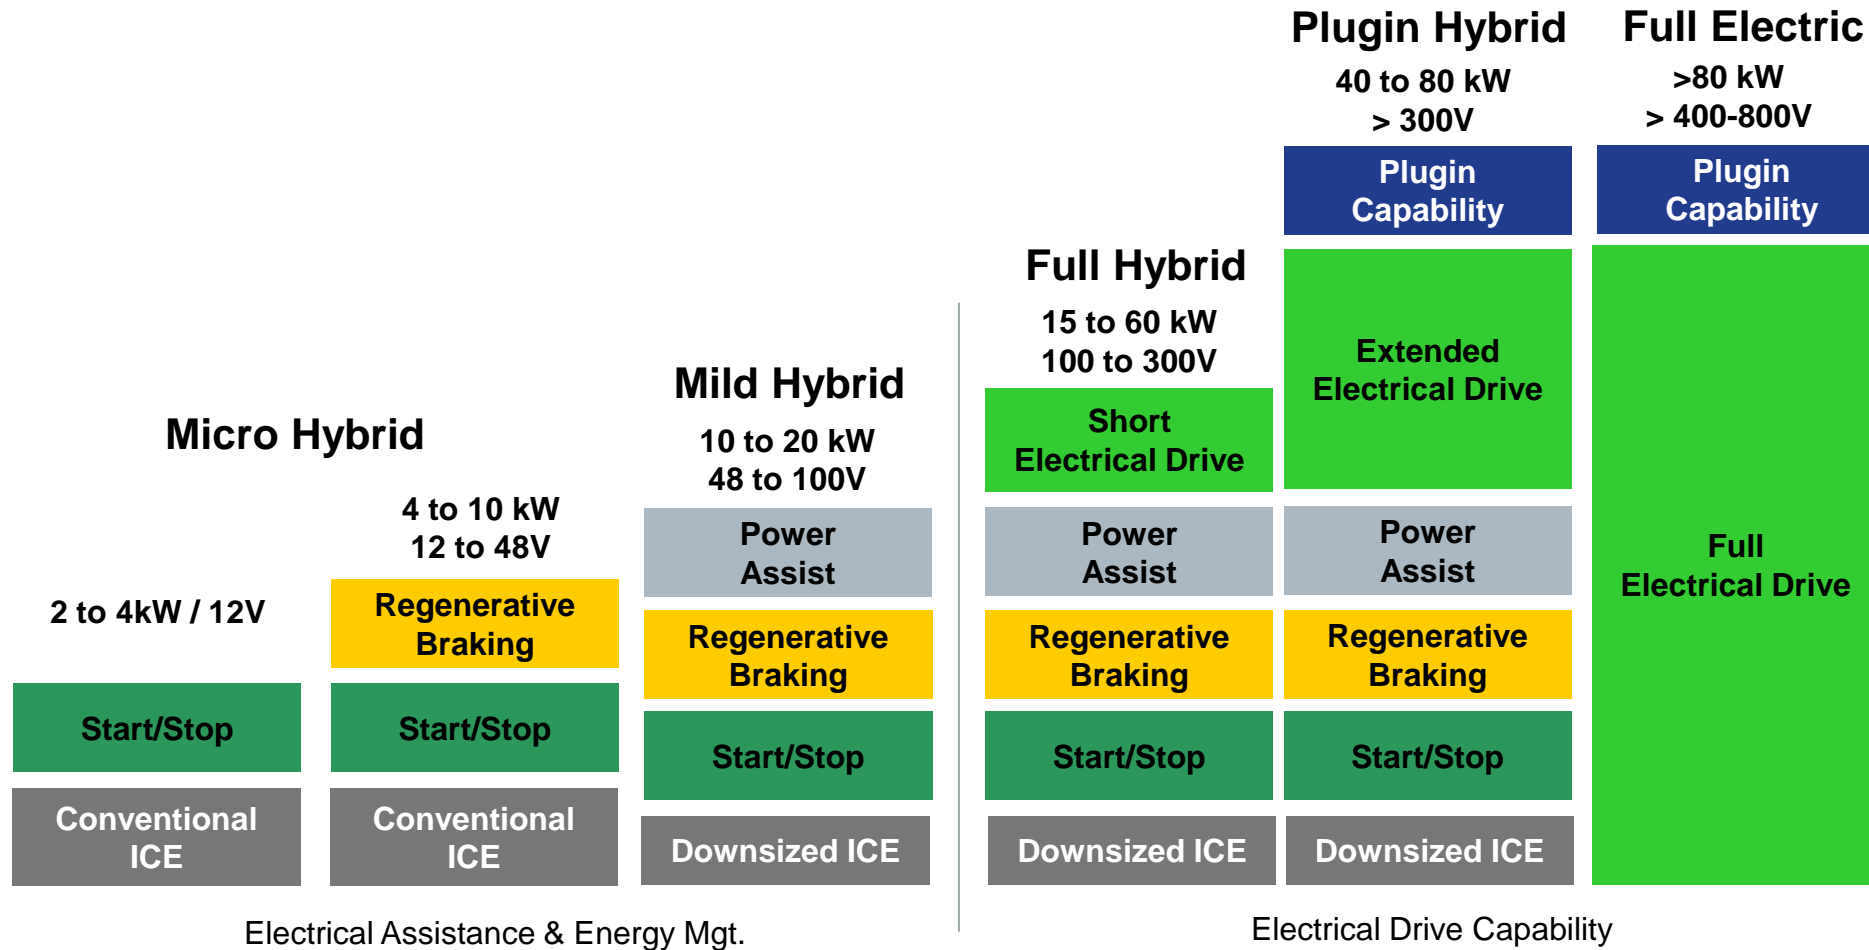 Plugin Hybrid
40 to 80 kW
> 300V
Full Electric
>80 kW
> 400-800V
Full Hybrid
15 to 60 kW
100 to 300V
Mild Hybrid
10 to 20 kW
48 to 100V
Micro Hybrid
2 to 4kW / 12V
4 to 10 kW
12 to 48V
Start/Stop
Conventional
ICE
Regenerative
Braking
Start/Stop
Conventional
ICE
Power
Assist
Regenerative
Braking
Start/Stop
Downsized ICE
Short
Electrical Drive
Power
Assist
Regenerative
Braking
Start/Stop
Downsized ICE
Plugin
Capability
Extended
Electrical Drive
Power
Assist
Regenerative
Braking
Start/Stop
Downsized ICE
Plugin
Capability
Full
Electrical Drive
Electrical Assistance & Energy Mgt.
Electrical Drive Capability